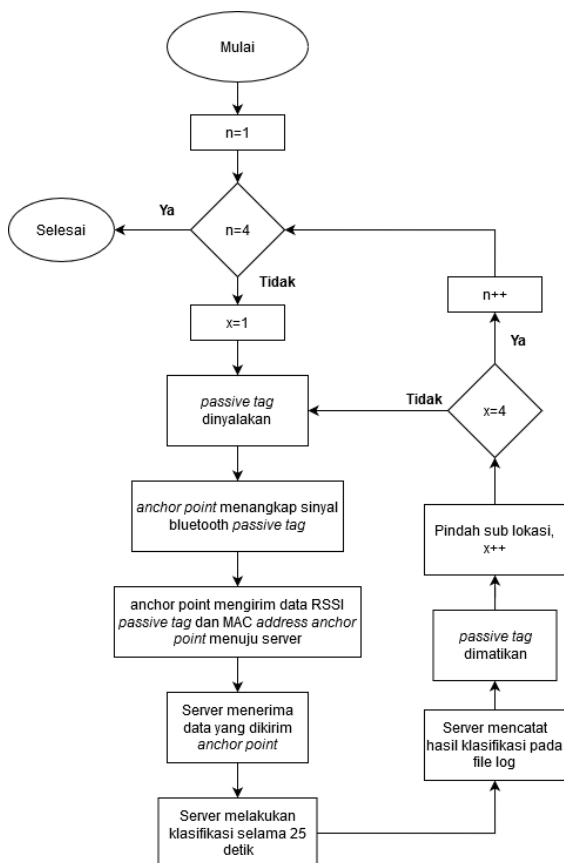 Mulai
n=1
n=4
Ya
Selesai
Tidak
x=1
passive tag
dinyalakan
anchor point menangkap sinyal
bluetooth passive tag
anchor point mengirim data RSSI
passive tag dan MAC address anchor
point menuju server
Server menerima
data yang dikirim
anchor point
Server melakukan
klasifikasi selama 25
detik
Server mencatat
hasil klasifikasi pada
file log
passive tag
dimatikan
Pindah sub lokasi,
x++
x=4
Tidak
Ya
n++